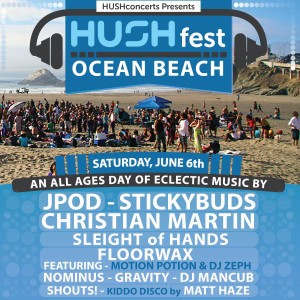 HUSHconcerts Presents
HUSH fest
OCEAN BEACH
SATURDAY, JUNE 6th
AN ALL AGES DAY OF ECLECTIC MUSIC BY
JPOD - STICKYBUDS
CHRISTIAN MARTIN
SLEIGHT of HANDS
FLOORWAX
FEATURING - MOTION POTION & DJ ZEPH
NOMINUS - GRAVITY - DJ MANCUB
SHOUTS! - KIDDO DISCO by MATT HAZE